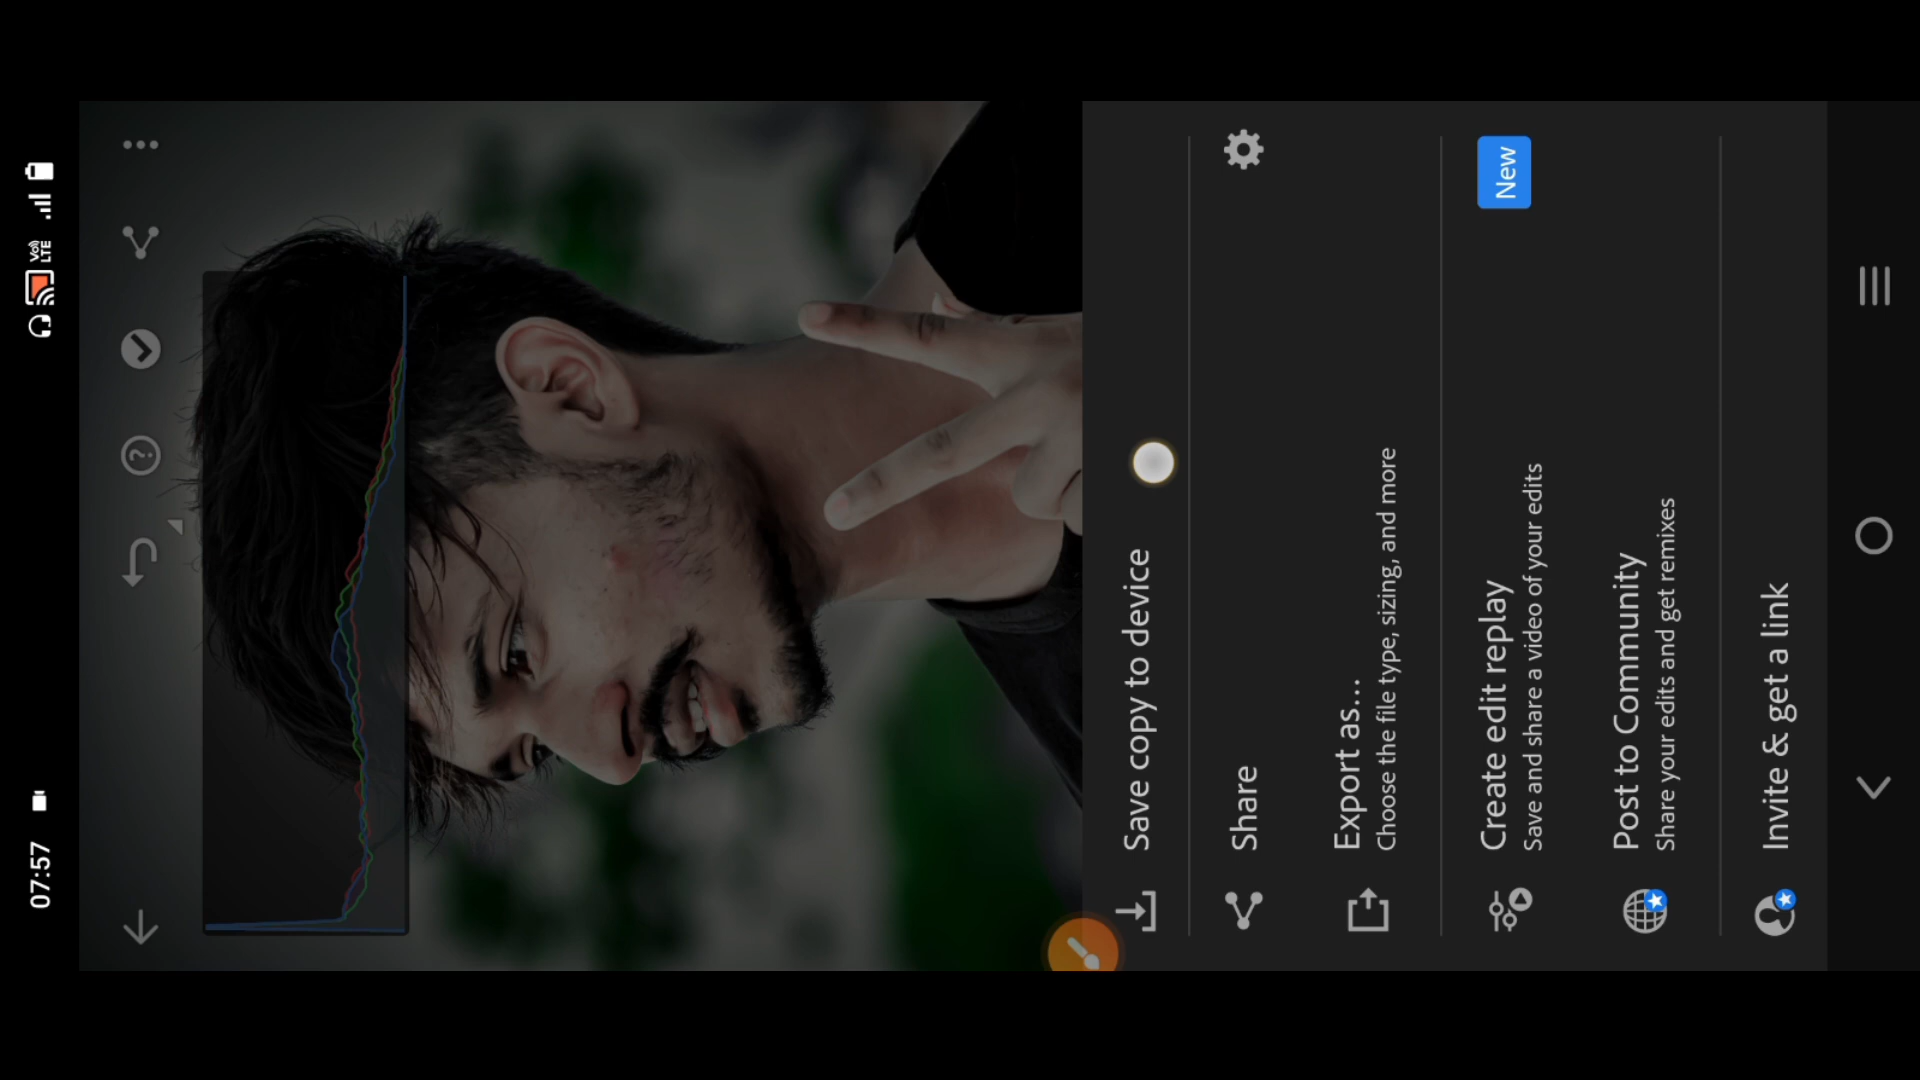 07:57
Vo)
LTE
Save copy to device
Share
Export as...
Choose the file type, sizing, and more
Create edit replay
New
Save and share a video of your edits
Post to Community
Share your edits and get remixes
Invite & get a link